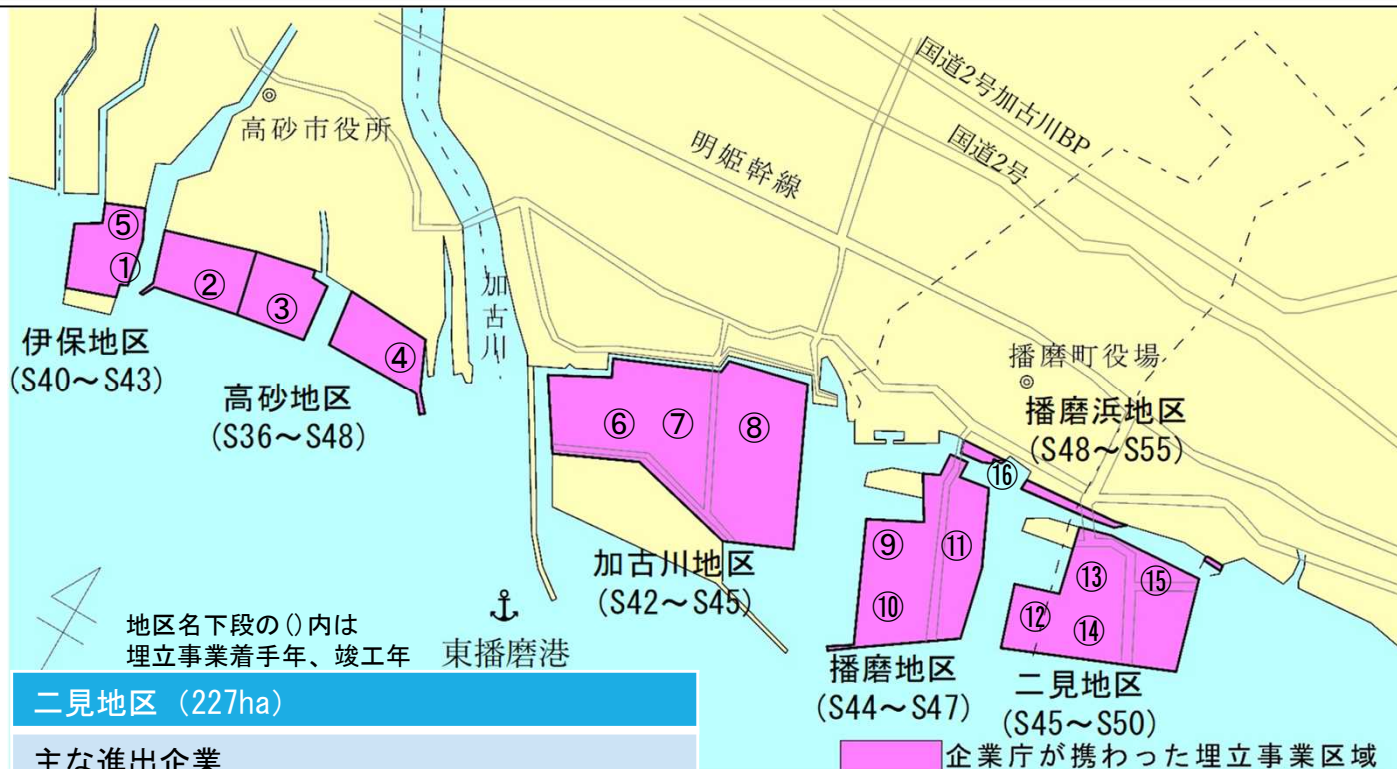 国道2号加古川BP
国道2号
明姫幹線
高砂市役所
加古川
⑤
①
②
③
④
伊保地区
(S40～S43)
高砂地区
(S36～S48)
⑥
⑦
⑧
加古川地区
(S42～S45)
播磨町役場
播磨浜地区
(S48～S55)
⑯
⑨
⑪
⑩
⑬
⑮
⑫
⑭
播磨地区
(S44～S47)
二見地区
(S45～S50)
東播磨港
地区名下段の()内は
埋立事業着手年、竣工年
企業庁が携わった埋立事業区域
二見地区（227ha）
主な進出企業